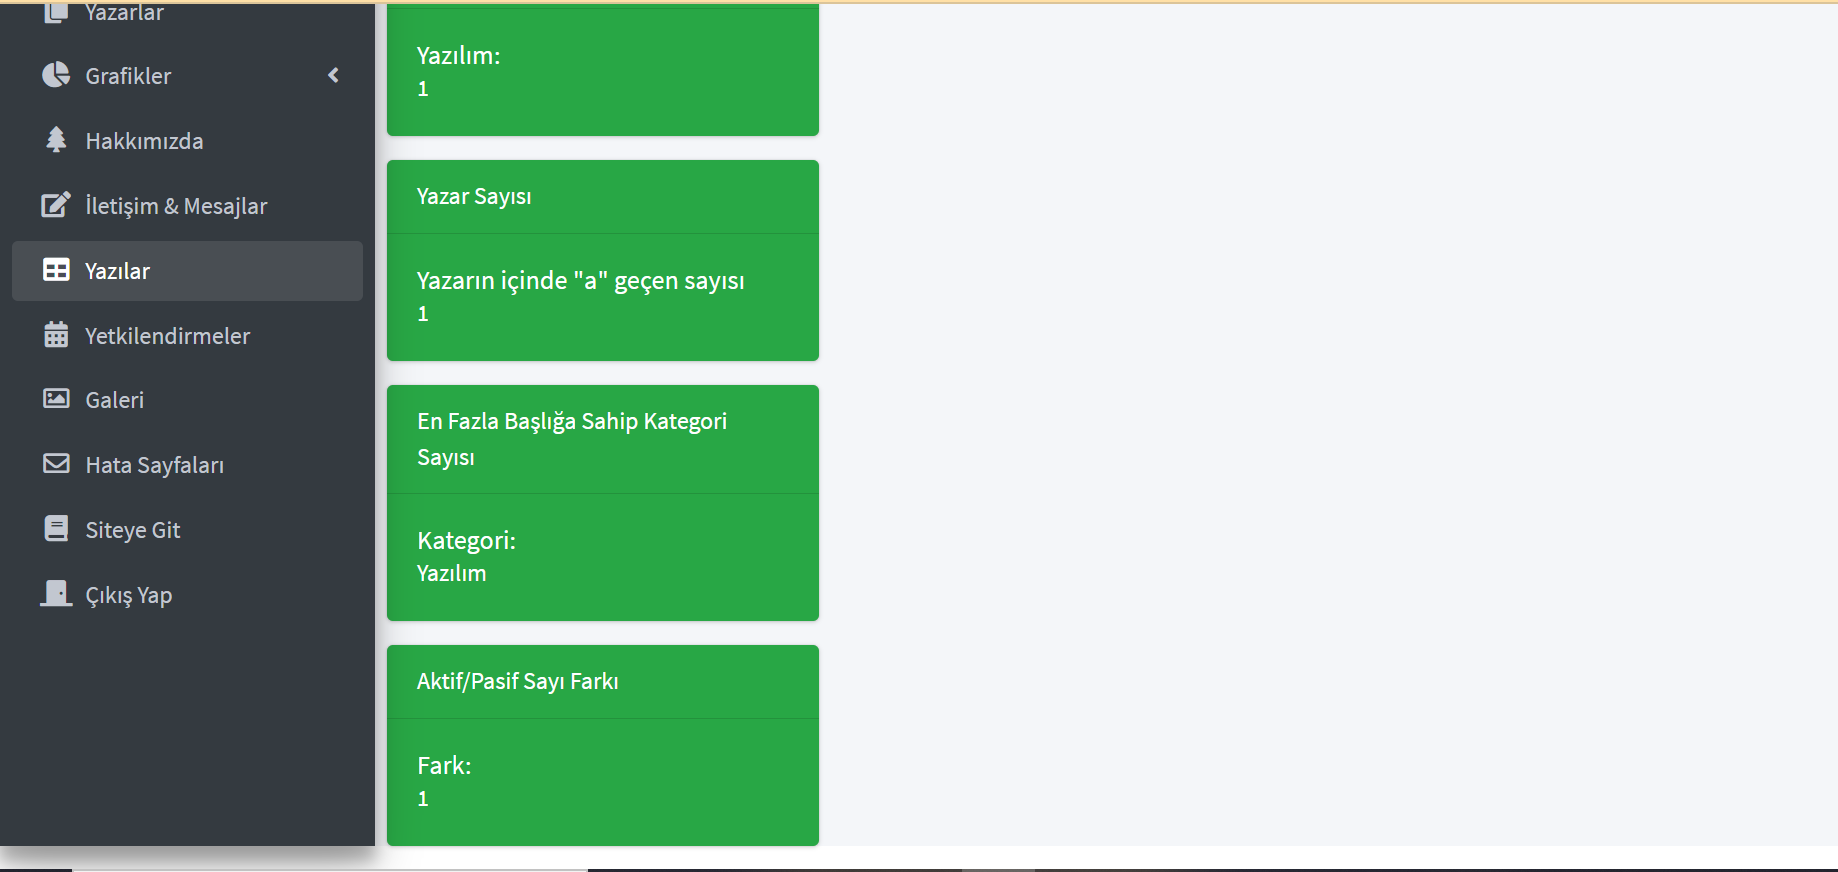 Yazarlar
Grafikler
Hakkımızda
İletişim & Mesajlar
Yazılar
Yetkilendirmeler
Galeri
Hata Sayfaları
Siteye Git
Çıkış Yap
Yazılım:
1
Yazar Sayısı
Yazarın içinde "a" geçen sayısı
1
En Fazla Başlığa Sahip Kategori
Sayısı
Kategori:
Yazılım
Aktif/Pasif Sayı Farkı
Fark:
1